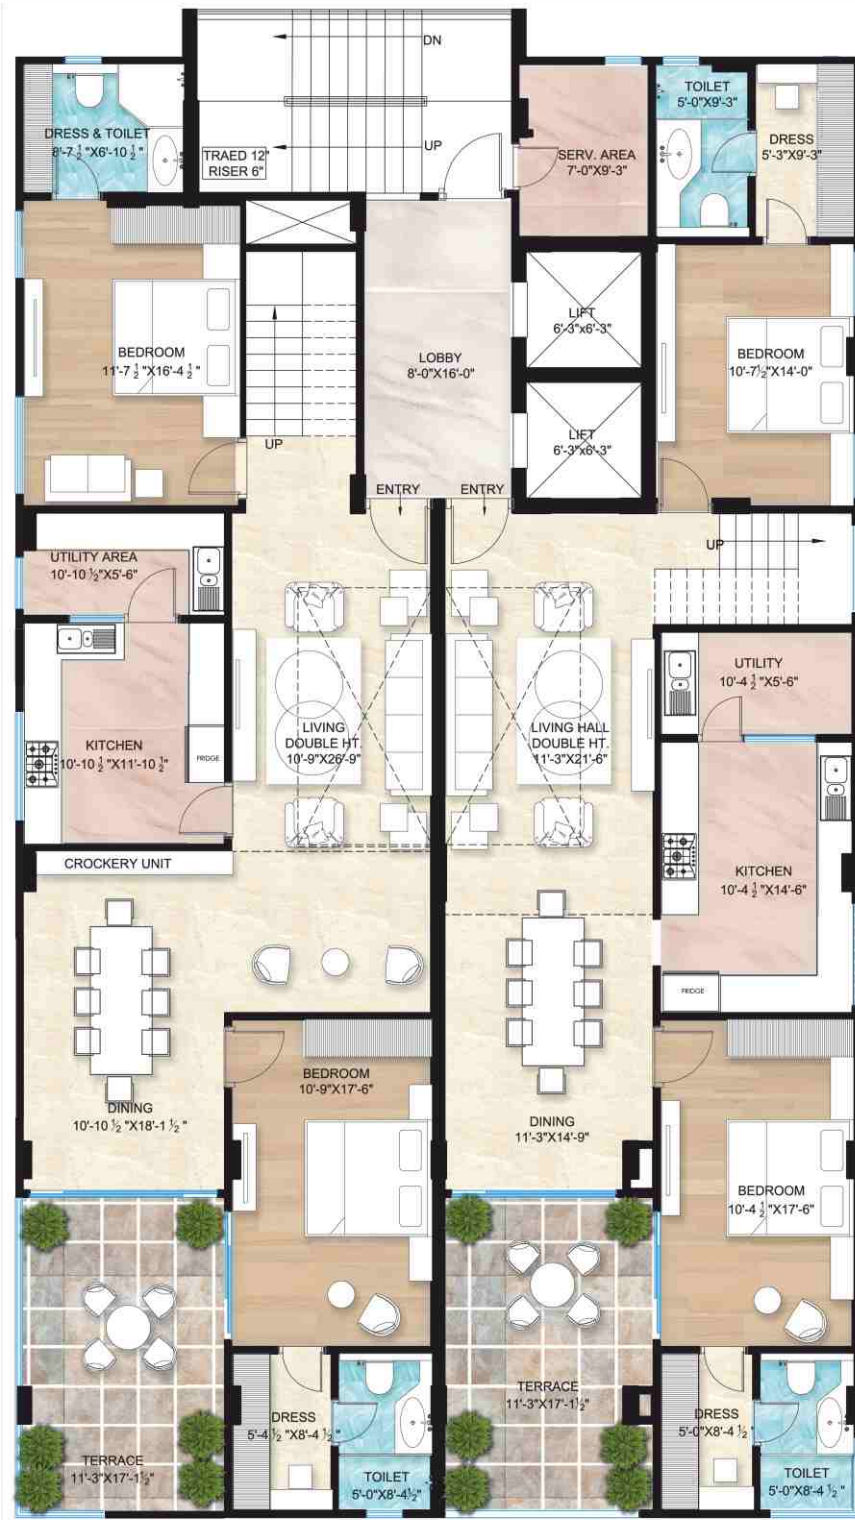 DN
UP
TRAED 12"
RISER 6"
DRESS & TOILET
8'-7 ½ "X6'-10 ½ "
SERV. AREA
7'-0"X9'-3"
TOILET
5'-0"X9'-3"
DRESS
5'-3"X9'-3"
BEDROOM
11'-7 ½ "X16'-4 ½ "
LOBBY
8'-0"X16'-0"
LIFT
6'-3"x6'-3"
BEDROOM
10'-7½"X14'-0"
LIFT
6'-3"x6'-3"
UP
ENTRY
ENTRY
UP
UTILITY AREA
10'-10 ½"X5'-6"
UTILITY
10'-4 ½ "X5'-6"
KITCHEN
10'-10 ½ "X11'-10 ½"
FRIDGE
LIVING
DOUBLE HT.
10'-9"X26'-9"
LIVING HALL
DOUBLE HT.
11'-3"X21'-6"
CROCKERY UNIT
KITCHEN
10'-4 ½ "X14'-6"
FRIDGE
BEDROOM
10'-9"X17'-6"
DINING
10'-10 ½ "X18'-1 ½ "
DINING
11'-3"X14'-9"
BEDROOM
10'-4 ½ "X17'-6"
TERRACE
11'-3"X17'-1½"
DRESS
5'-4 ½ "X8'-4 ½ "
DRESS
5'-0"X8'-4 ½ "
TERRACE
11'-3"X17'-1½"
TOILET
5'-0"X8'-4½"
TOILET
5'-0"X8'-4 ½ "